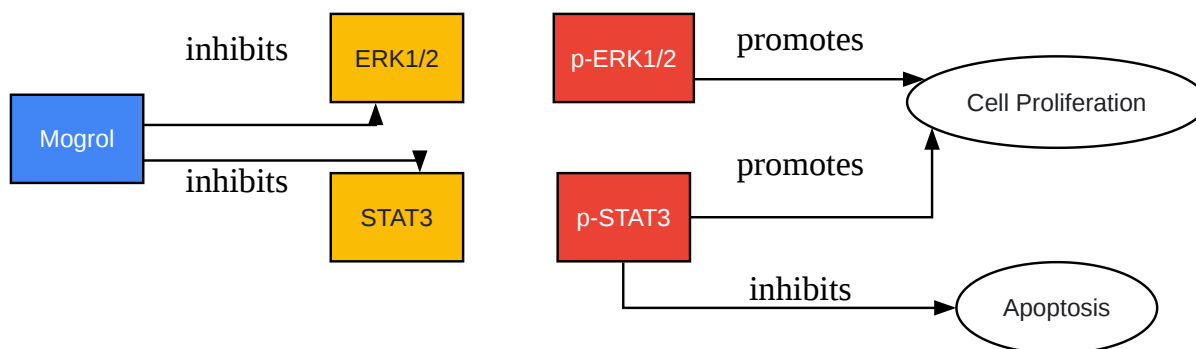 inhibits
ERK1/2
p-ERK1/2
promotes
Cell Proliferation
Mogrol
inhibits
STAT3
promotes
p-STAT3
inhibits
Apoptosis